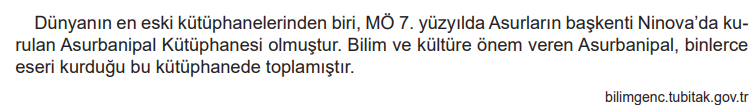 Dünyanın en eski kütüphanelerinden biri, MÖ 7. yüzyılda Asurların başkenti Ninova’da ku-
rulan Asurbanipal Kütüphanesi olmuştur. Bilim ve kültüre önem veren Asurbanipal, binlerce
eseri kurduğu bu kütüphanede toplamıştır.
bilimgenc.tubitak.gov.tr